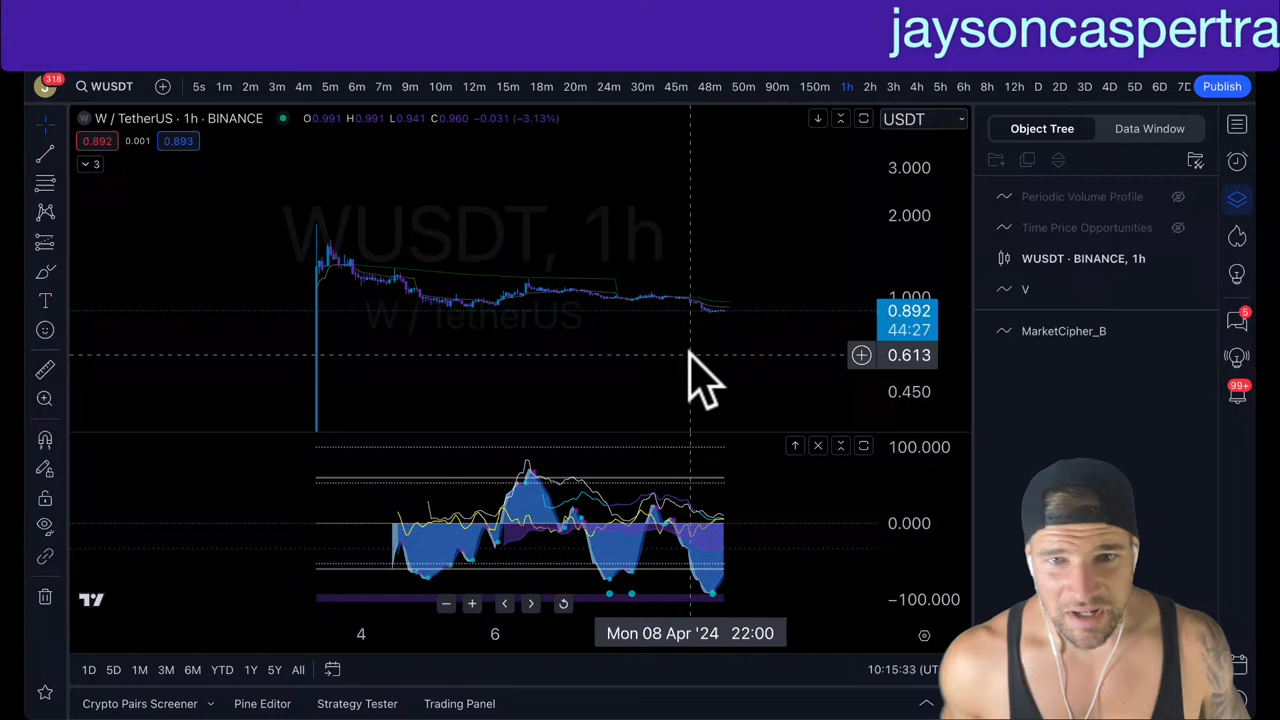 jaysoncaspertra
318
WUSDT
5s 1m 2m 3m 4m 5m 6m 7m 9m 10m 12m 15m 18m 20m 24m 30m 36m 45m 48m 50m 90m 150m 1h 2h 3h 4h 5h 6h 8h 12h D 2D 3D 4D 5D 6D 7D
Publish
W / TetherUS · 1h · BINANCE
O0.991 H0.991 L0.941 C0.960 −0.031 (−3.13%)
USDT
0.892 0.001 0.893
3
WUSDT, 1h
W / TetherUS
3.000
2.000
1.000
0.892
44:27
0.613
0.450
100.000
0.000
−100.000
4
6
Mon 08 Apr '24 22:00
Object Tree
Data Window
Periodic Volume Profile
Time Price Opportunities
WUSDT · BINANCE, 1h
V
MarketCipher_B
5
99+
1D 5D 1M 3M 6M YTD 1Y 5Y All
10:15:33 (UT
Crypto Pairs Screener
Pine Editor
Strategy Tester
Trading Panel